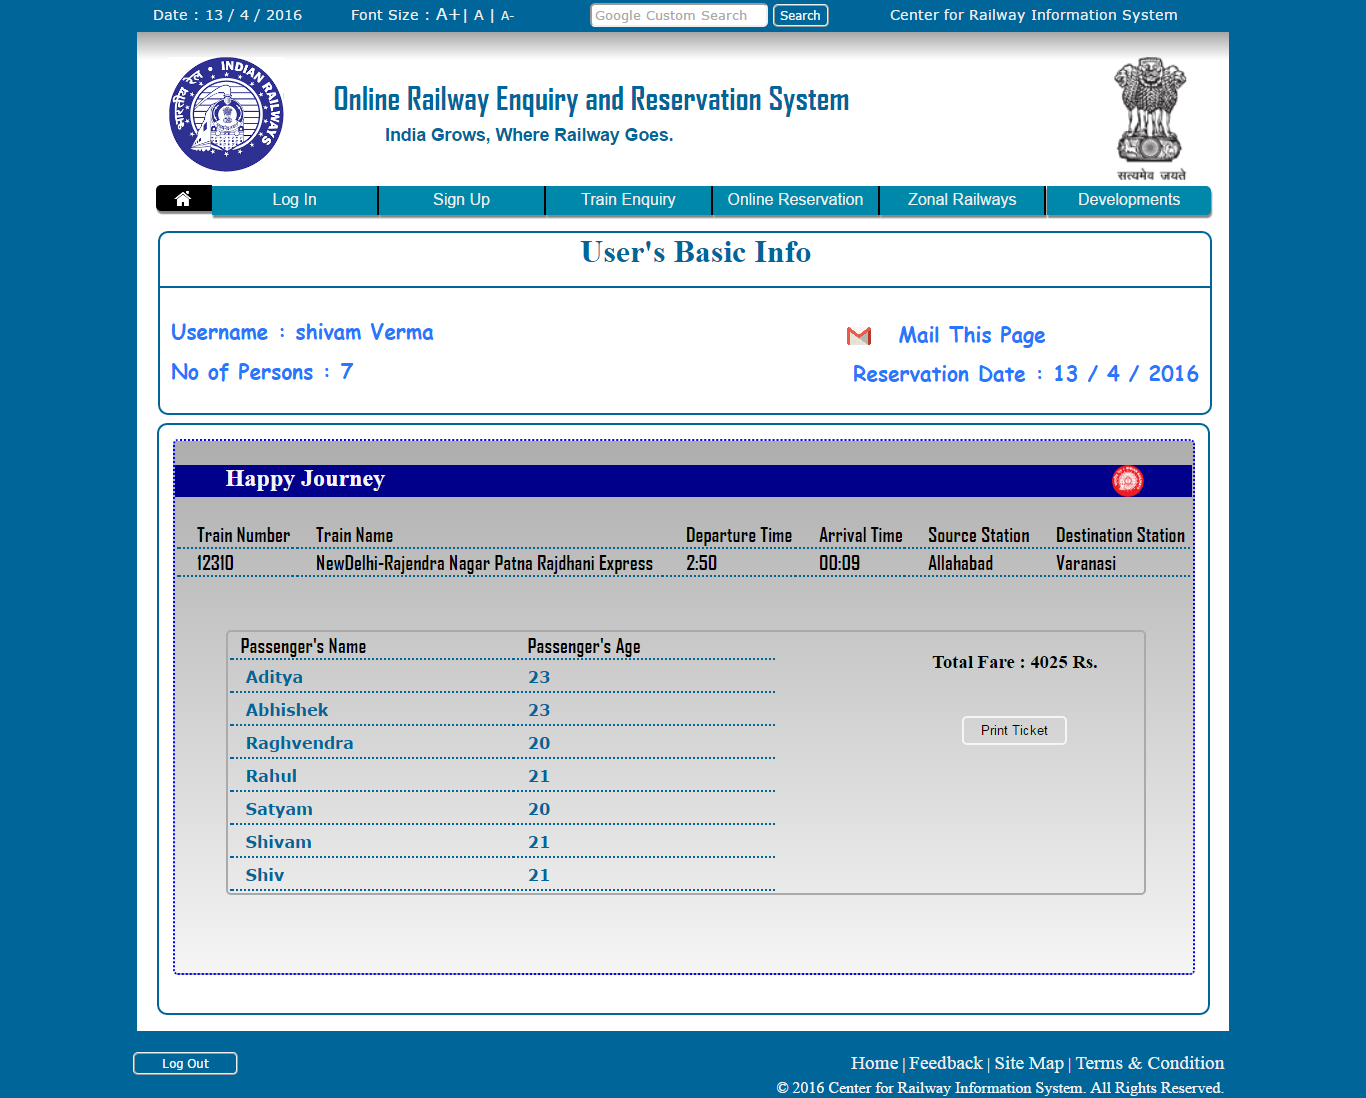 Date : 13 / 4 / 2016 Font Size : A+| A | A- Google Custom Search Search Center for Railway Information System
भारतीय रेल • INDIAN RAILWAYS
Online Railway Enquiry and Reservation System
India Grows, Where Railway Goes.
सत्यमेव जयते
Log In Sign Up Train Enquiry Online Reservation Zonal Railways Developments
User's Basic Info
Username : shivam Verma
Mail This Page
No of Persons : 7
Reservation Date : 13 / 4 / 2016
Happy Journey
Train Number Train Name Departure Time Arrival Time Source Station Destination Station
12310 NewDelhi-Rajendra Nagar Patna Rajdhani Express 2:50 00:09 Allahabad Varanasi
Passenger's Name Passenger's Age
Total Fare : 4025 Rs.
Aditya 23
Abhishek 23
Print Ticket
Raghvendra 20
Rahul 21
Satyam 20
Shivam 21
Shiv 21
Log Out
Home | Feedback | Site Map | Terms & Condition
© 2016 Center for Railway Information System. All Rights Reserved.